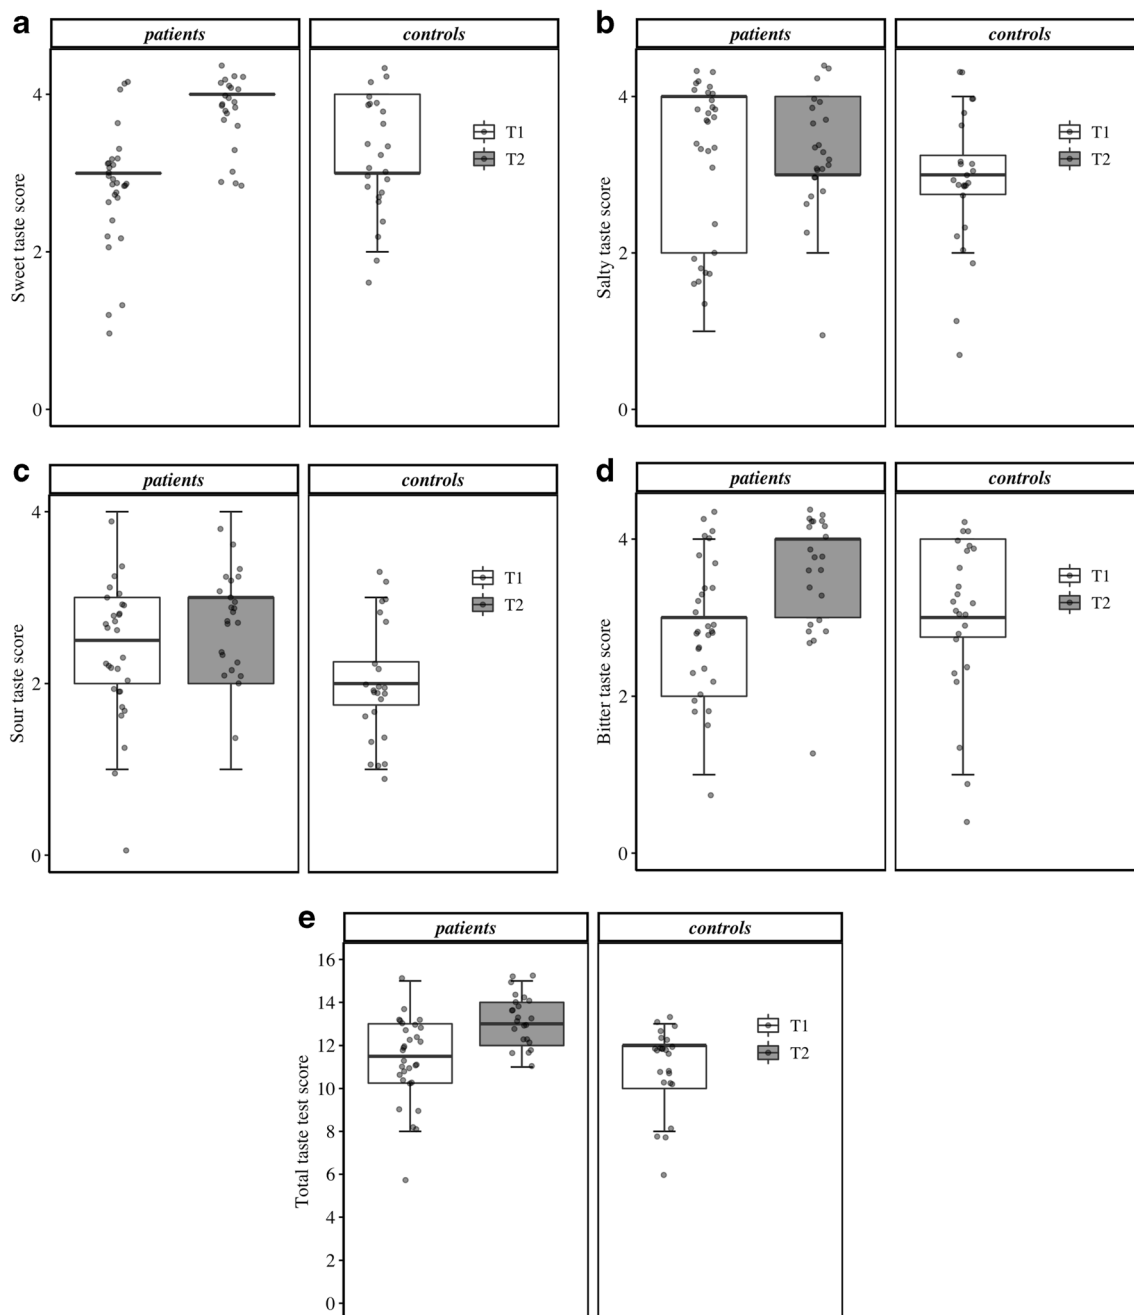 a
patients
controls
Sweet taste score
4
2
0
T1
T2
b
patients
controls
Salty taste score
4
2
0
T1
T2
c
patients
controls
Sour taste score
4
2
0
T1
T2
d
patients
controls
Bitter taste score
4
2
0
T1
T2
e
patients
controls
Total taste test score
16
14
12
10
8
6
4
2
0
T1
T2